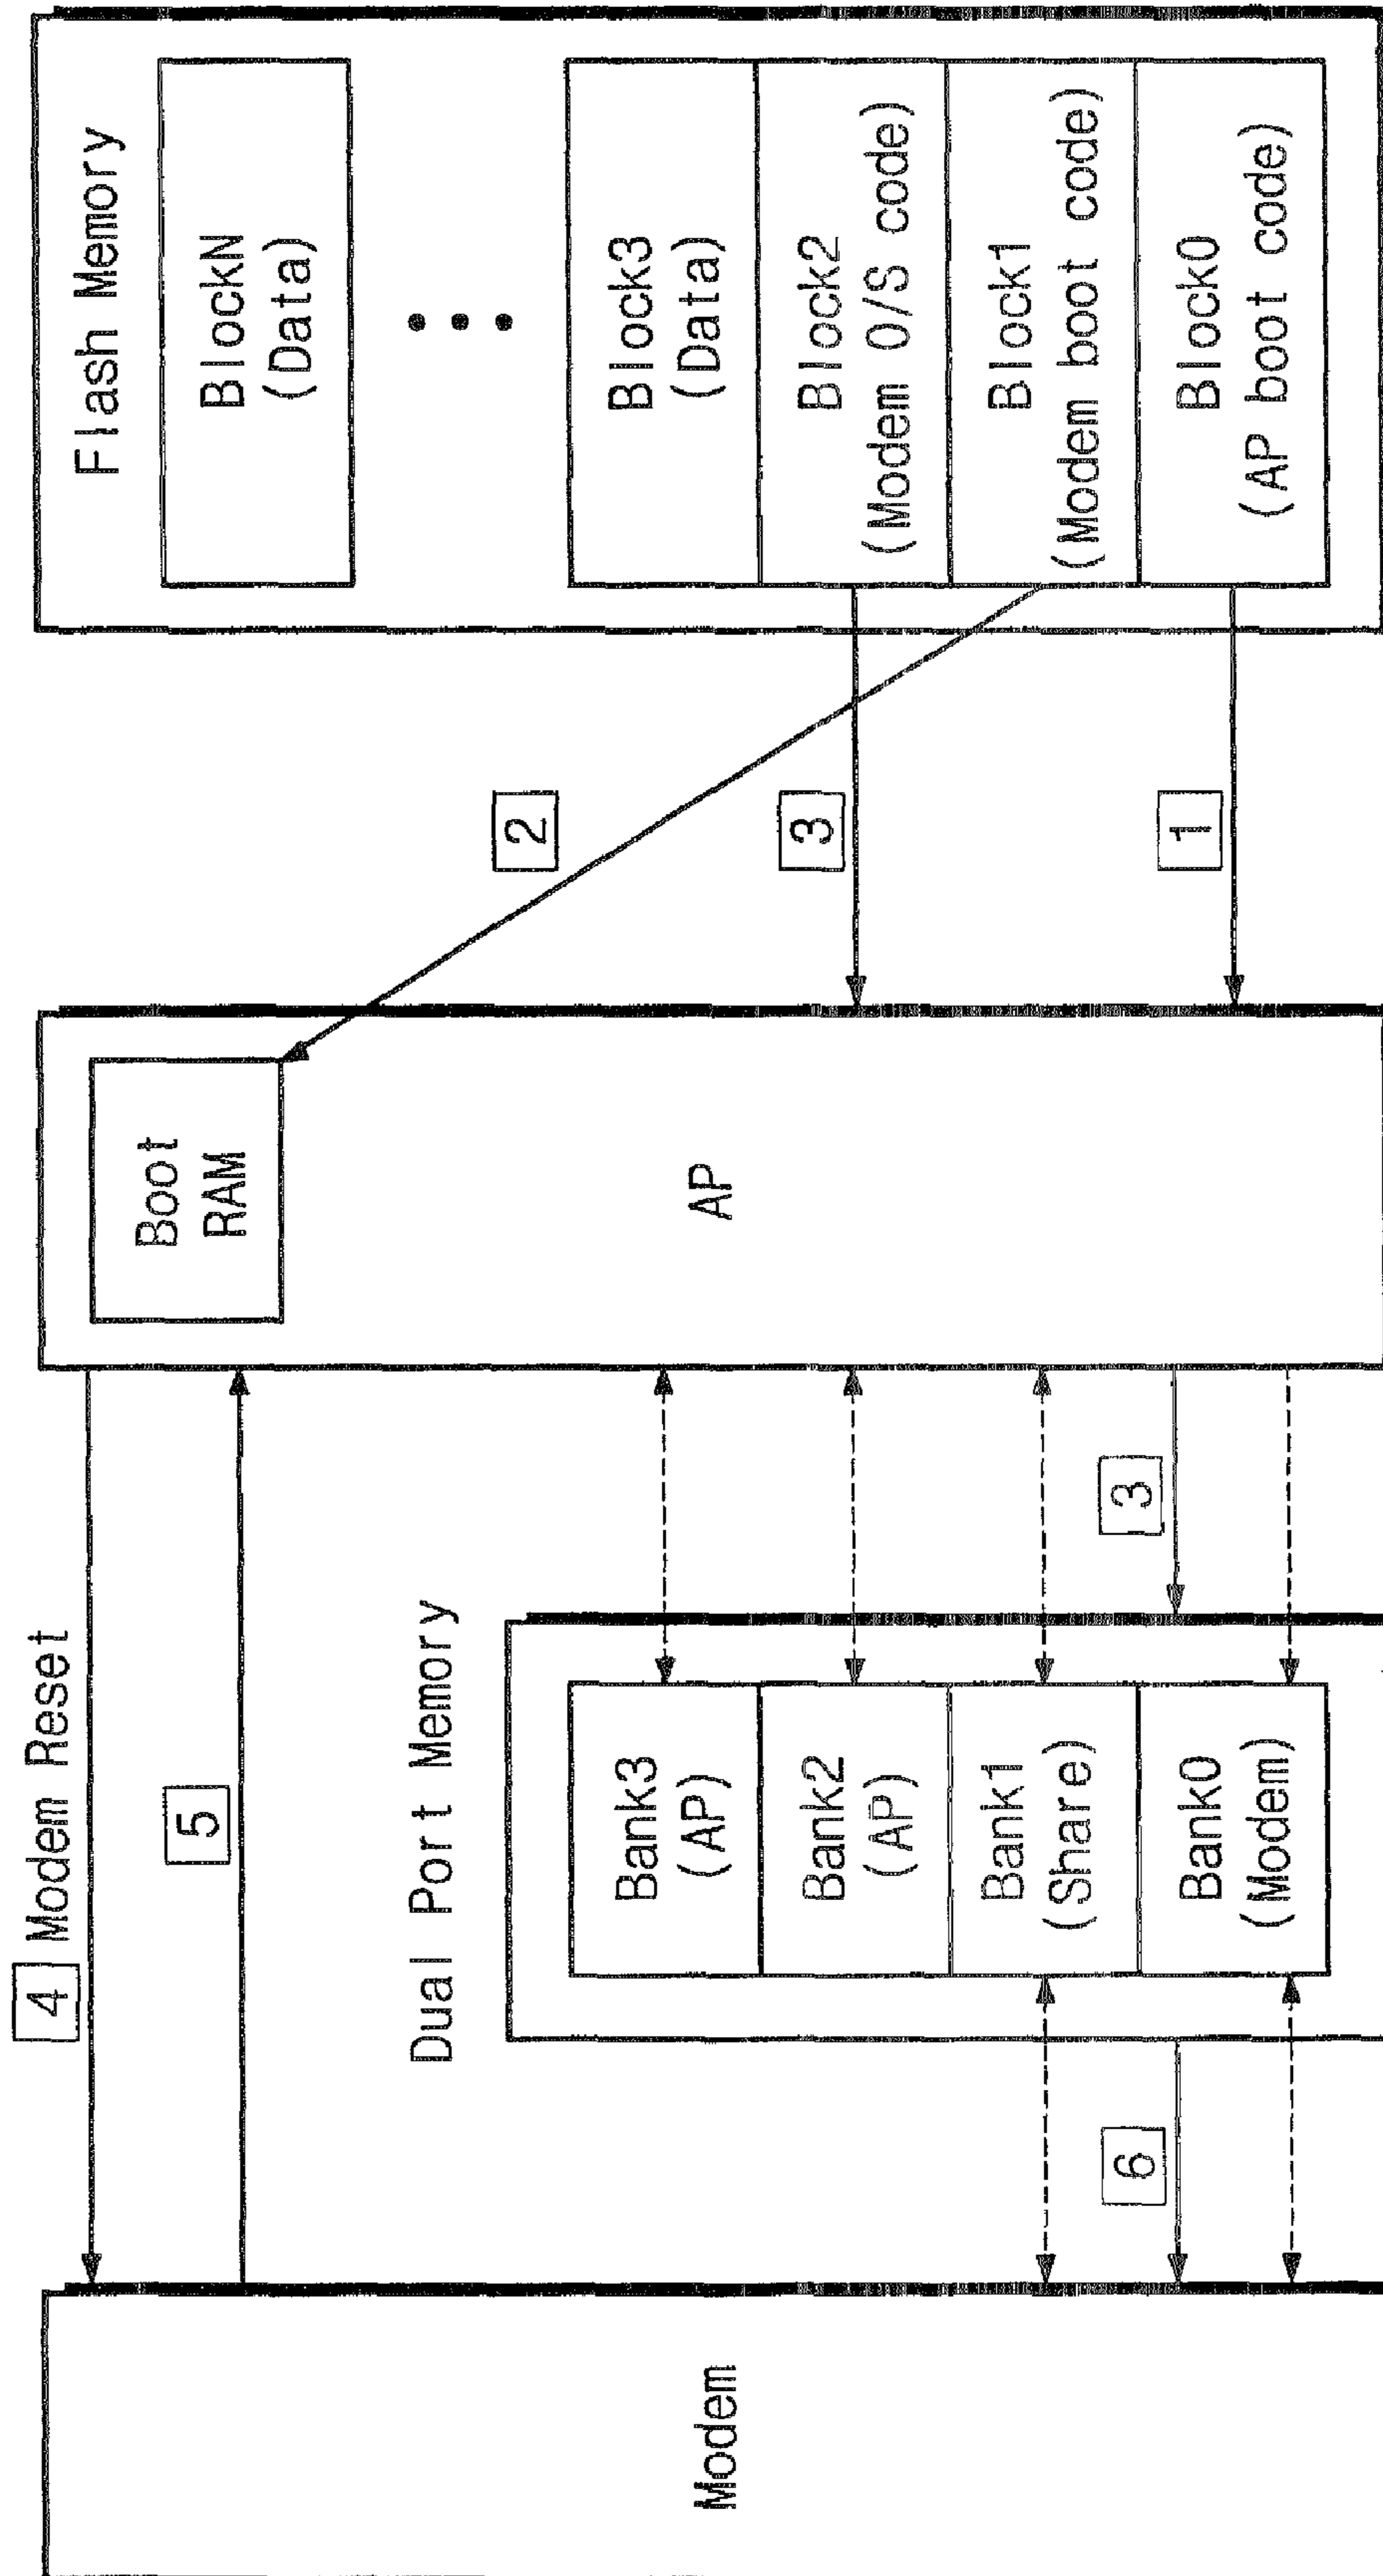 4 Modem Reset
5
Modem
Dual Port Memory
Bank3
(AP)
Bank2
(AP)
Bank1
(Share)
Bank0
(Modem)
6
3
Boot
RAM
AP
2
3
1
Flash Memory
BlockN
(Data)
Block3
(Data)
Block2
(Modem O/S code)
Block1
(Modem boot code)
Block0
(AP boot code)